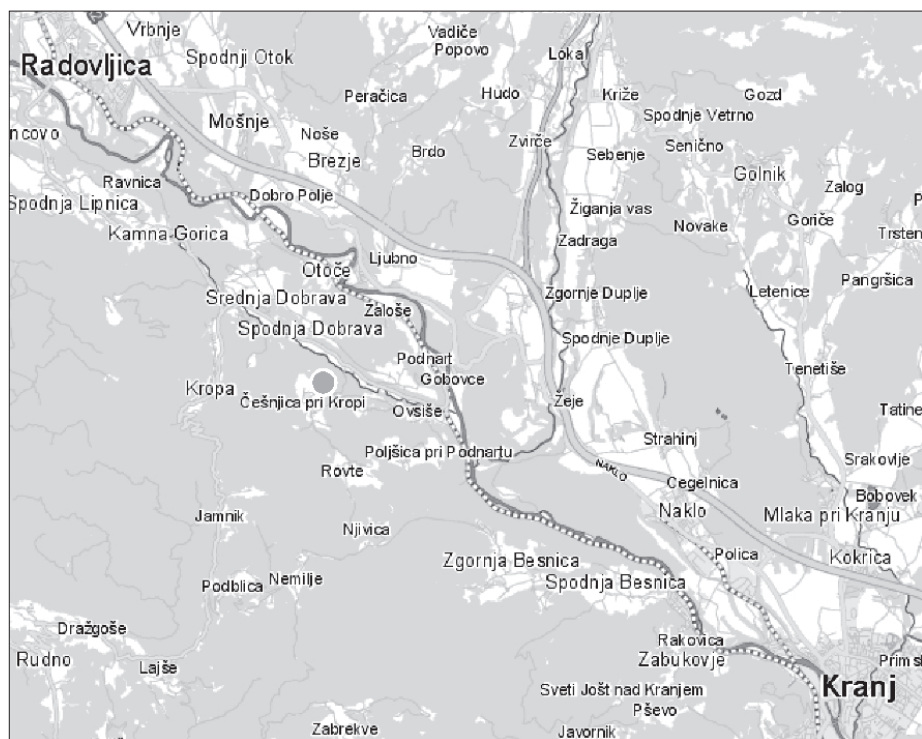 Vrbnje
Vadiče
Popovo
Lokal
Spodnji Otok
Radovljica
Peračica
Hudo
Križe
Gozd
Spodnje Vetrno
Mošnje
Noše
Brezje
Brdo
Zvirče
Sebenje
Senično
Golnik
ncovo
Ravnica
Dobro Polje
Zalog
Spodnja Lipnica
Žiganja vas
Novake
Goriče
Kamna Gorica
Zadraga
Trsten
Ljubno
Otoče
Pangršica
Srednja Dobrava
Zgornje Duplje
Letenice
Zaloše
Spodnja Dobrava
Spodnje Duplje
Podnart
Tenetiše
Gobovce
Kropa
Češnjica pri Kropi
Ovsiše
Žeje
Tatine
Strahinj
Poljšica pri Podnartu
Srakovlje
Rovte
NAKLO
Cegelnica
Bobovek
Jamnik
Naklo
Mlaka pri Kranju
Njivica
Polica
Kokrica
Zgornja Besnica
Podblica
Nemilje
Spodnja Besnica
Dražgoše
Rakovica
Rudno
Lajše
Zabukovje
Primsk
Kranj
Sveti Jošt nad Kranjem
Pševo
Zabrekve
Javornik